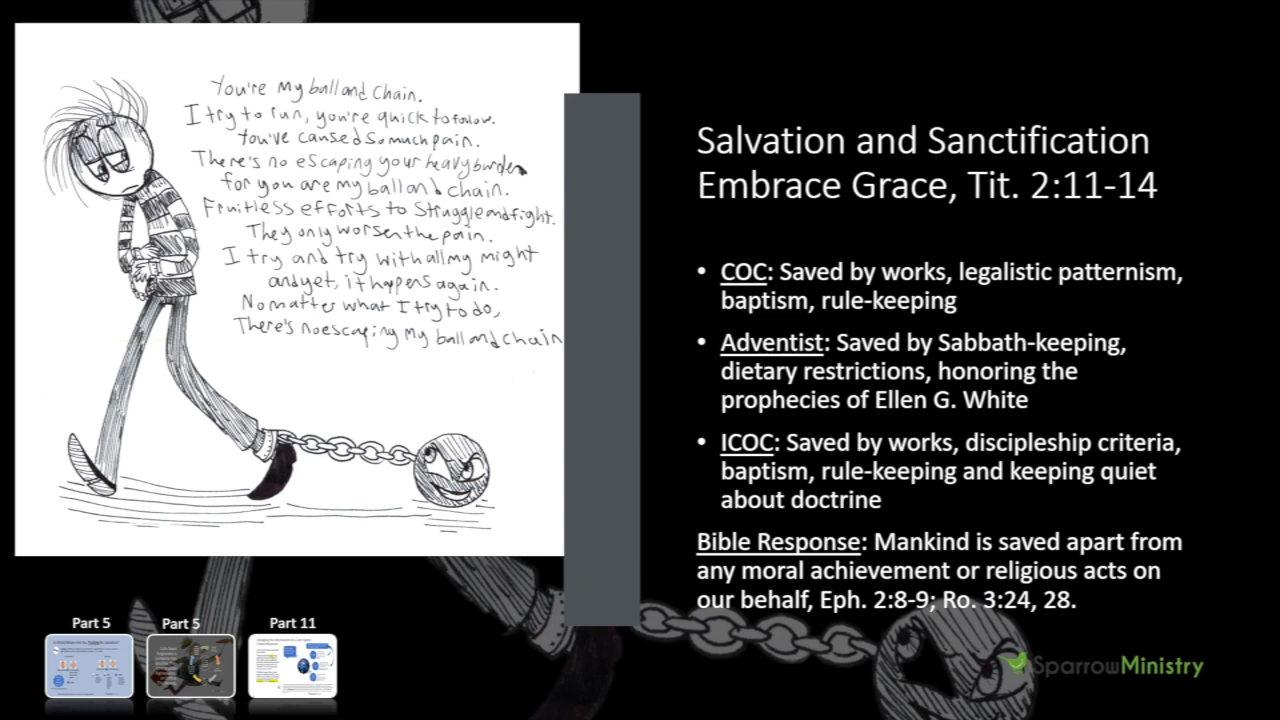 You're My ball and Chain.
I try to run, you're quick to follow.
You've caused so much pain.
There's no escaping your heavy burden
for you are my ball and chain.
Fruitless efforts to Struggle and fight.
They only worsen the pain.
I try and try with all my might
and yet, it happens again.
No matter what I try to do,
There's no escaping My ball and chain
Salvation and Sanctification
Embrace Grace, Tit. 2:11-14
• COC: Saved by works, legalistic patternism,
baptism, rule-keeping
• Adventist: Saved by Sabbath-keeping,
dietary restrictions, honoring the
prophecies of Ellen G. White
• ICOC: Saved by works, discipleship criteria,
baptism, rule-keeping and keeping quiet
about doctrine
Bible Response: Mankind is saved apart from
any moral achievement or religious acts on
our behalf, Eph. 2:8-9; Ro. 3:24, 28.
Part 5
Part 5
Part 11
SparrowMinistry